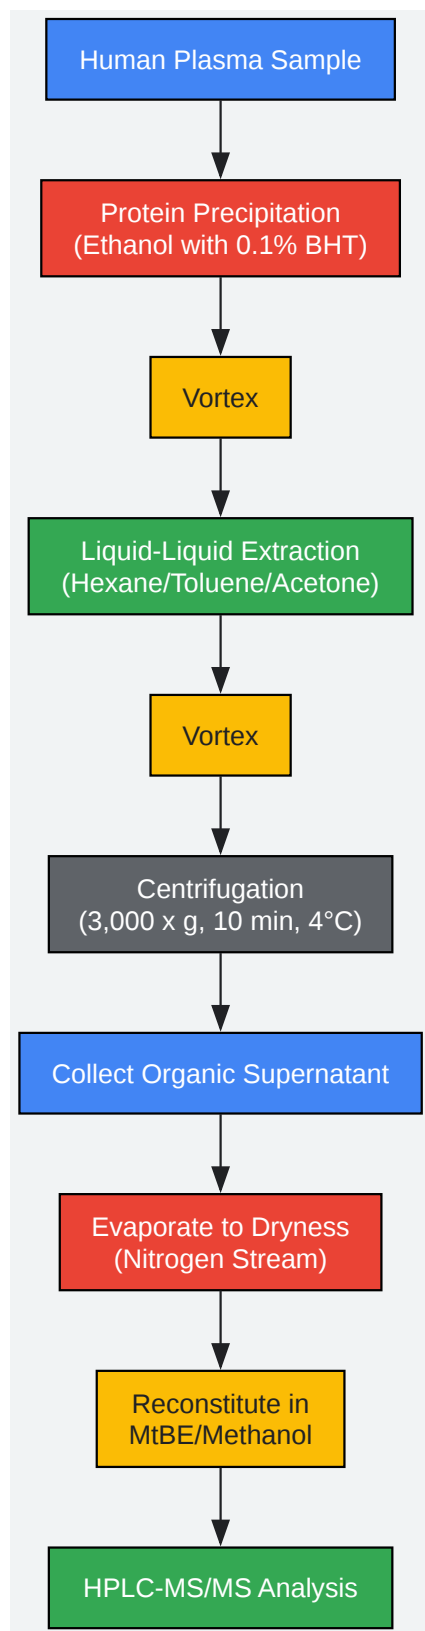 Human Plasma Sample
Protein Precipitation
(Ethanol with 0.1% BHT)
Vortex
Liquid-Liquid Extraction
(Hexane/Toluene/Acetone)
Vortex
Centrifugation
(3,000 x g, 10 min, 4°C)
Collect Organic Supernatant
Evaporate to Dryness
(Nitrogen Stream)
Reconstitute in
MtBE/Methanol
HPLC-MS/MS Analysis